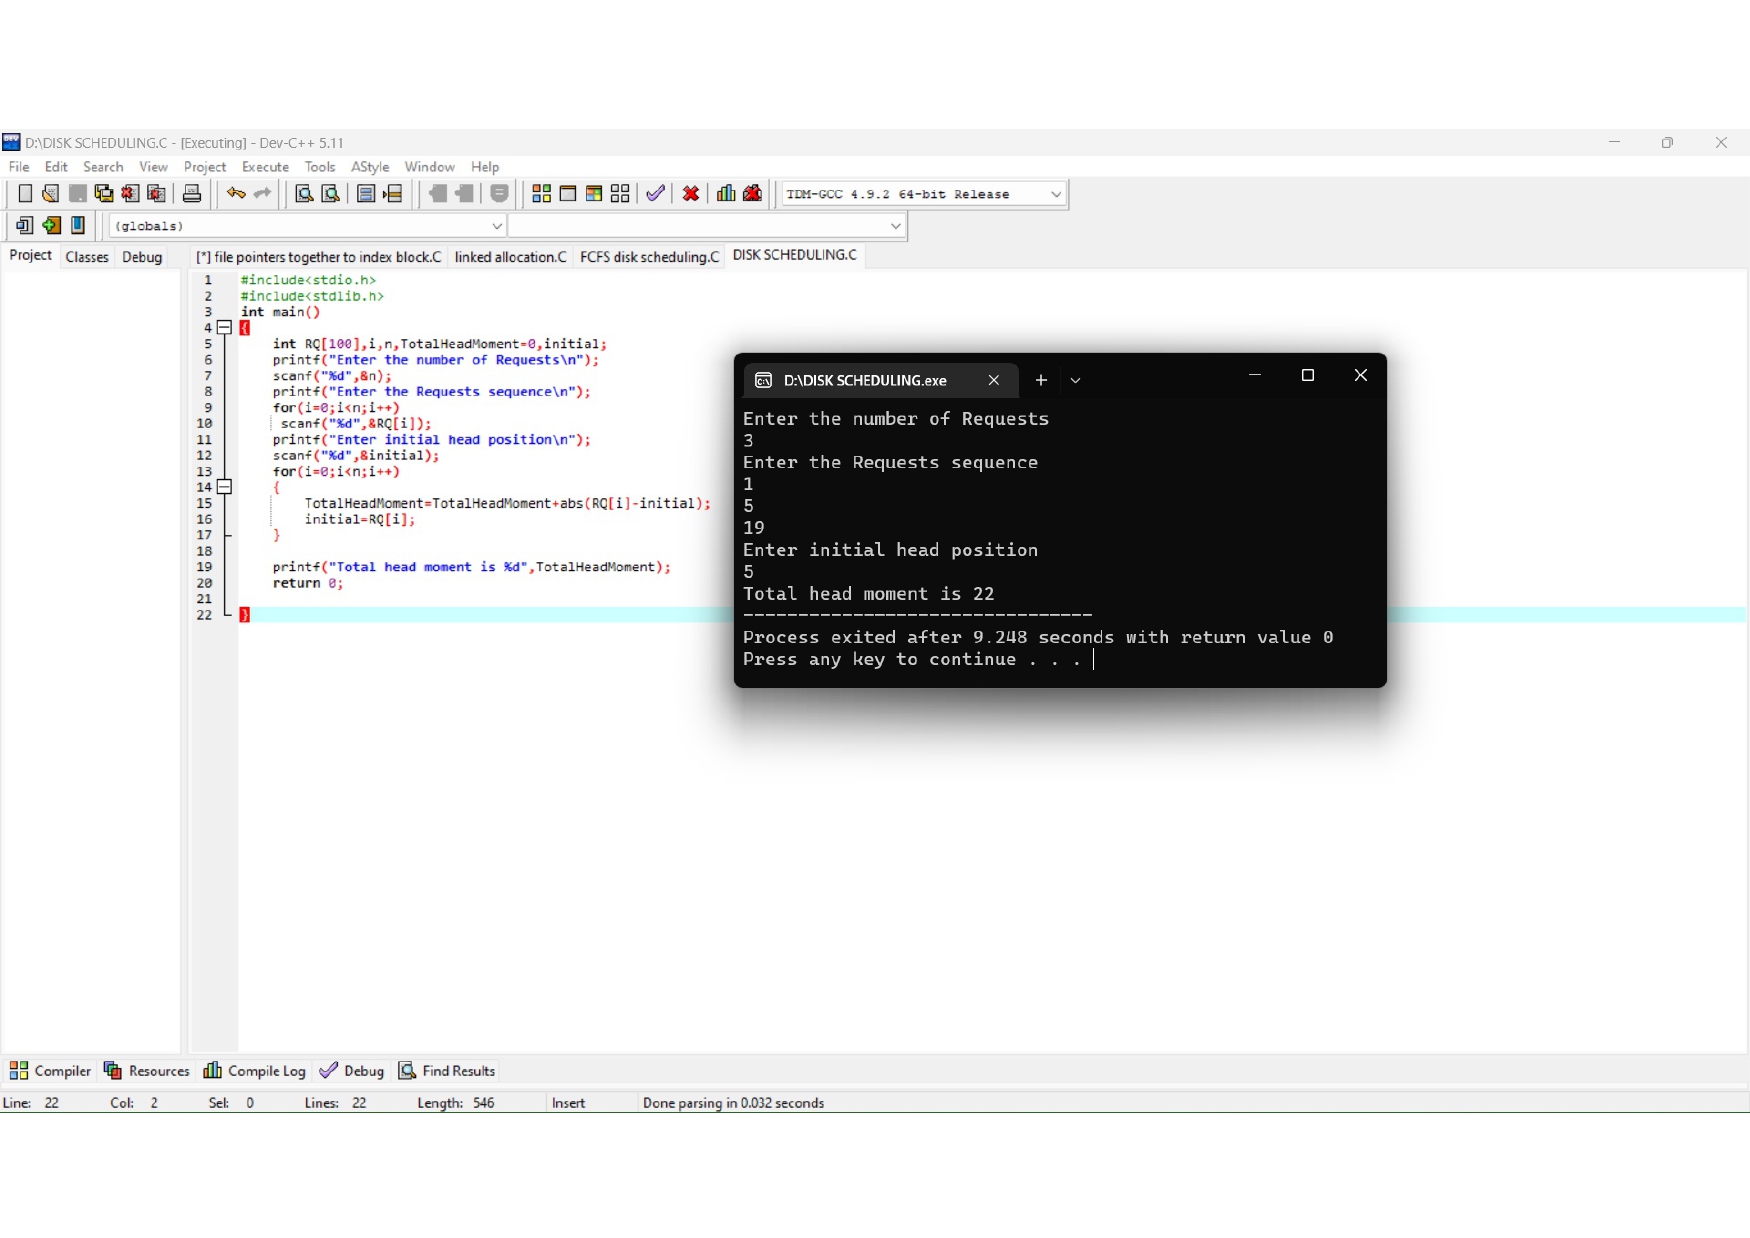 D:\DISK SCHEDULING.C - [Executing] - Dev-C++ 5.11
File Edit Search View Project Execute Tools AStyle Window Help
TDM-GCC 4.9.2 64-bit Release
(globals)
Project Classes Debug
[*] file pointers together to index block.C linked allocation.C FCFS disk scheduling.C DISK SCHEDULING.C
1 #include<stdio.h>
2 #include<stdlib.h>
3 int main()
4 {
5 int RQ[100],i,n,TotalHeadMoment=0,initial;
6 printf("Enter the number of Requests\n");
7 scanf("%d",&n);
8 printf("Enter the Requests sequence\n");
9 for(i=0;i<n;i++)
10 scanf("%d",&RQ[i]);
11 printf("Enter initial head position\n");
12 scanf("%d",&initial);
13 for(i=0;i<n;i++)
14 {
15 TotalHeadMoment=TotalHeadMoment+abs(RQ[i]-initial);
16 initial=RQ[i];
17 }
18
19 printf("Total head moment is %d",TotalHeadMoment);
20 return 0;
21
22 }
D:\DISK SCHEDULING.exe
Enter the number of Requests
3
Enter the Requests sequence
1
5
19
Enter initial head position
5
Total head moment is 22
--------------------------------
Process exited after 9.248 seconds with return value 0
Press any key to continue . . .
Compiler Resources Compile Log Debug Find Results
Line: 22 Col: 2 Sel: 0 Lines: 22 Length: 546 Insert Done parsing in 0.032 seconds